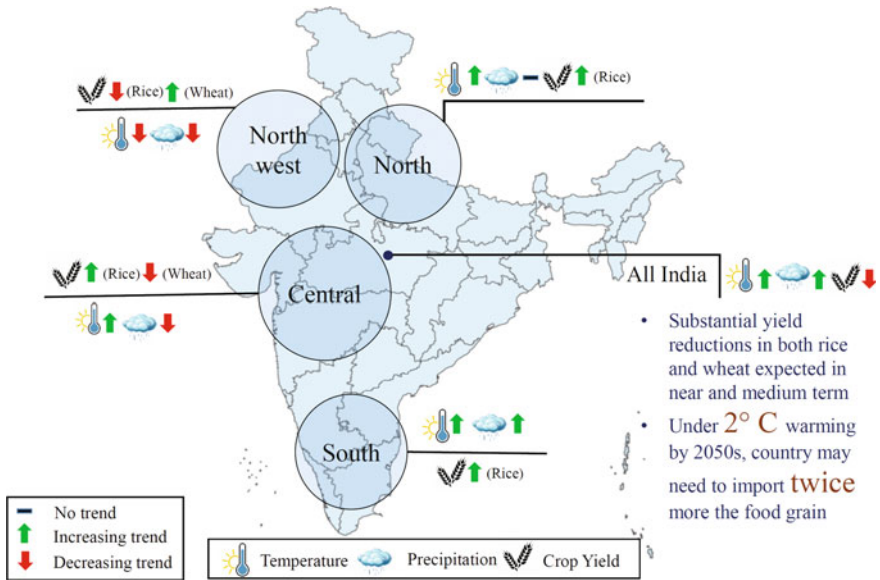 (Rice) (Wheat)
(Rice)
North
west
North
(Rice) (Wheat)
Central
All India
• Substantial yield
reductions in both rice
and wheat expected in
near and medium term
• Under 2° C warming
by 2050s, country may
need to import twice
more the food grain
South
(Rice)
No trend
Increasing trend
Decreasing trend
Temperature Precipitation Crop Yield